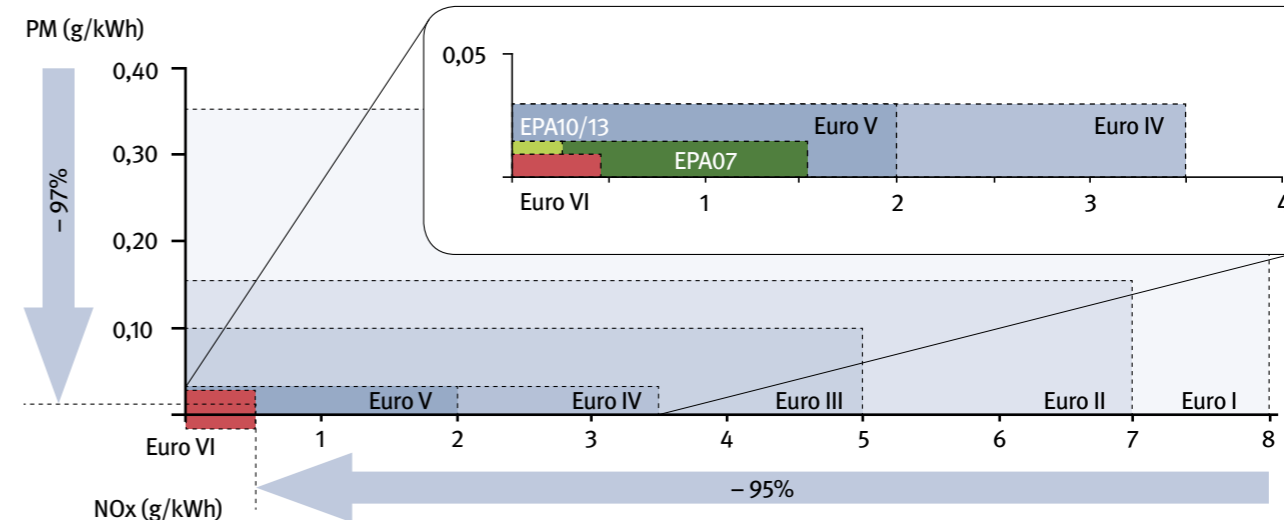 PM (g/kWh)
0,40
0,30
0,20
0,10
– 97%
0,05
EPA10/13
Euro V
Euro IV
EPA07
Euro VI
1
2
3
4
Euro V
Euro IV
Euro III
Euro II
Euro I
Euro VI
1
2
3
4
5
6
7
8
– 95%
NOx (g/kWh)